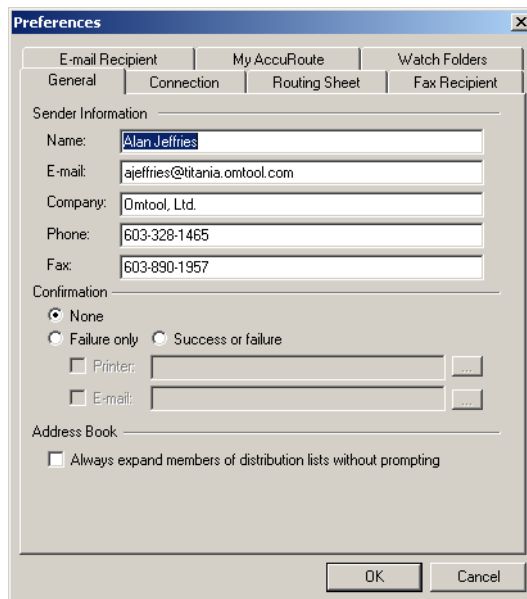 Preferences
E-mail Recipient My AccuRoute Watch Folders
General Connection Routing Sheet Fax Recipient
Sender Information
Name: Alan Jeffries
E-mail: ajeffries@titania.omtool.com
Company: Omtool, Ltd.
Phone: 603-328-1465
Fax: 603-890-1957
Confirmation
None
Failure only Success or failure
Printer: ...
E-mail: ...
Address Book
Always expand members of distribution lists without prompting
OK Cancel